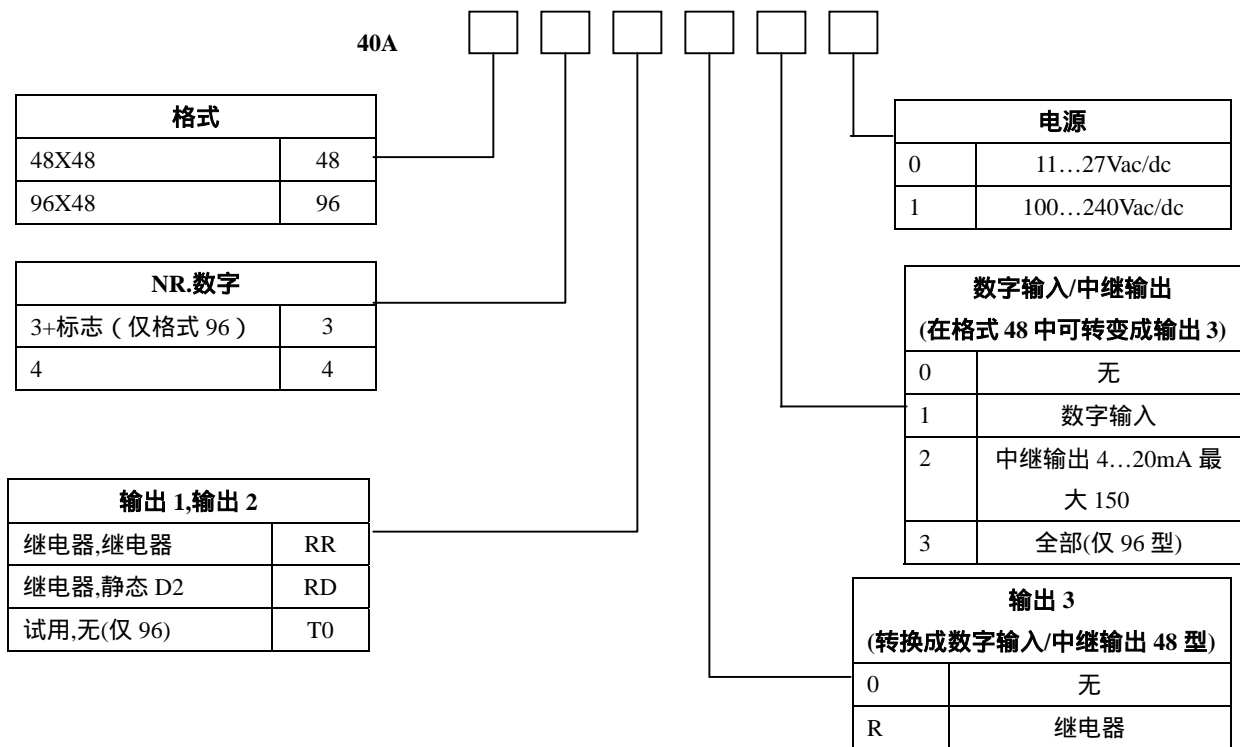 40A
格式
48X48 48
96X48 96
NR.数字
3+标志（仅格式 96） 3
4 4
输出 1,输出 2
继电器,继电器 RR
继电器,静态 D2 RD
试用,无(仅 96) T0
电源
0 11…27Vac/dc
1 100…240Vac/dc
数字输入/中继输出
(在格式 48 中可转变成输出 3)
0 无
1 数字输入
2 中继输出 4…20mA 最
大 150
3 全部(仅 96 型)
输出 3
(转换成数字输入/中继输出 48 型)
0 无
R 继电器